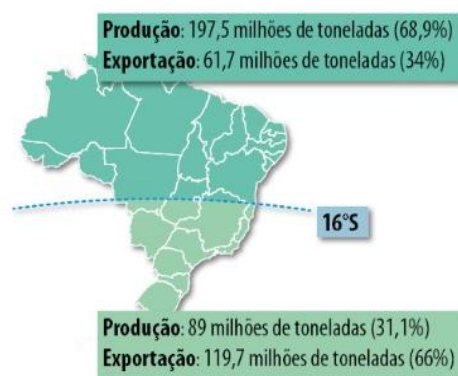 Produção: 197,5 milhões de toneladas (68,9%)
Exportação: 61,7 milhões de toneladas (34%)
16°S
Produção: 89 milhões de toneladas (31,1%)
Exportação: 119,7 milhões de toneladas (66%)